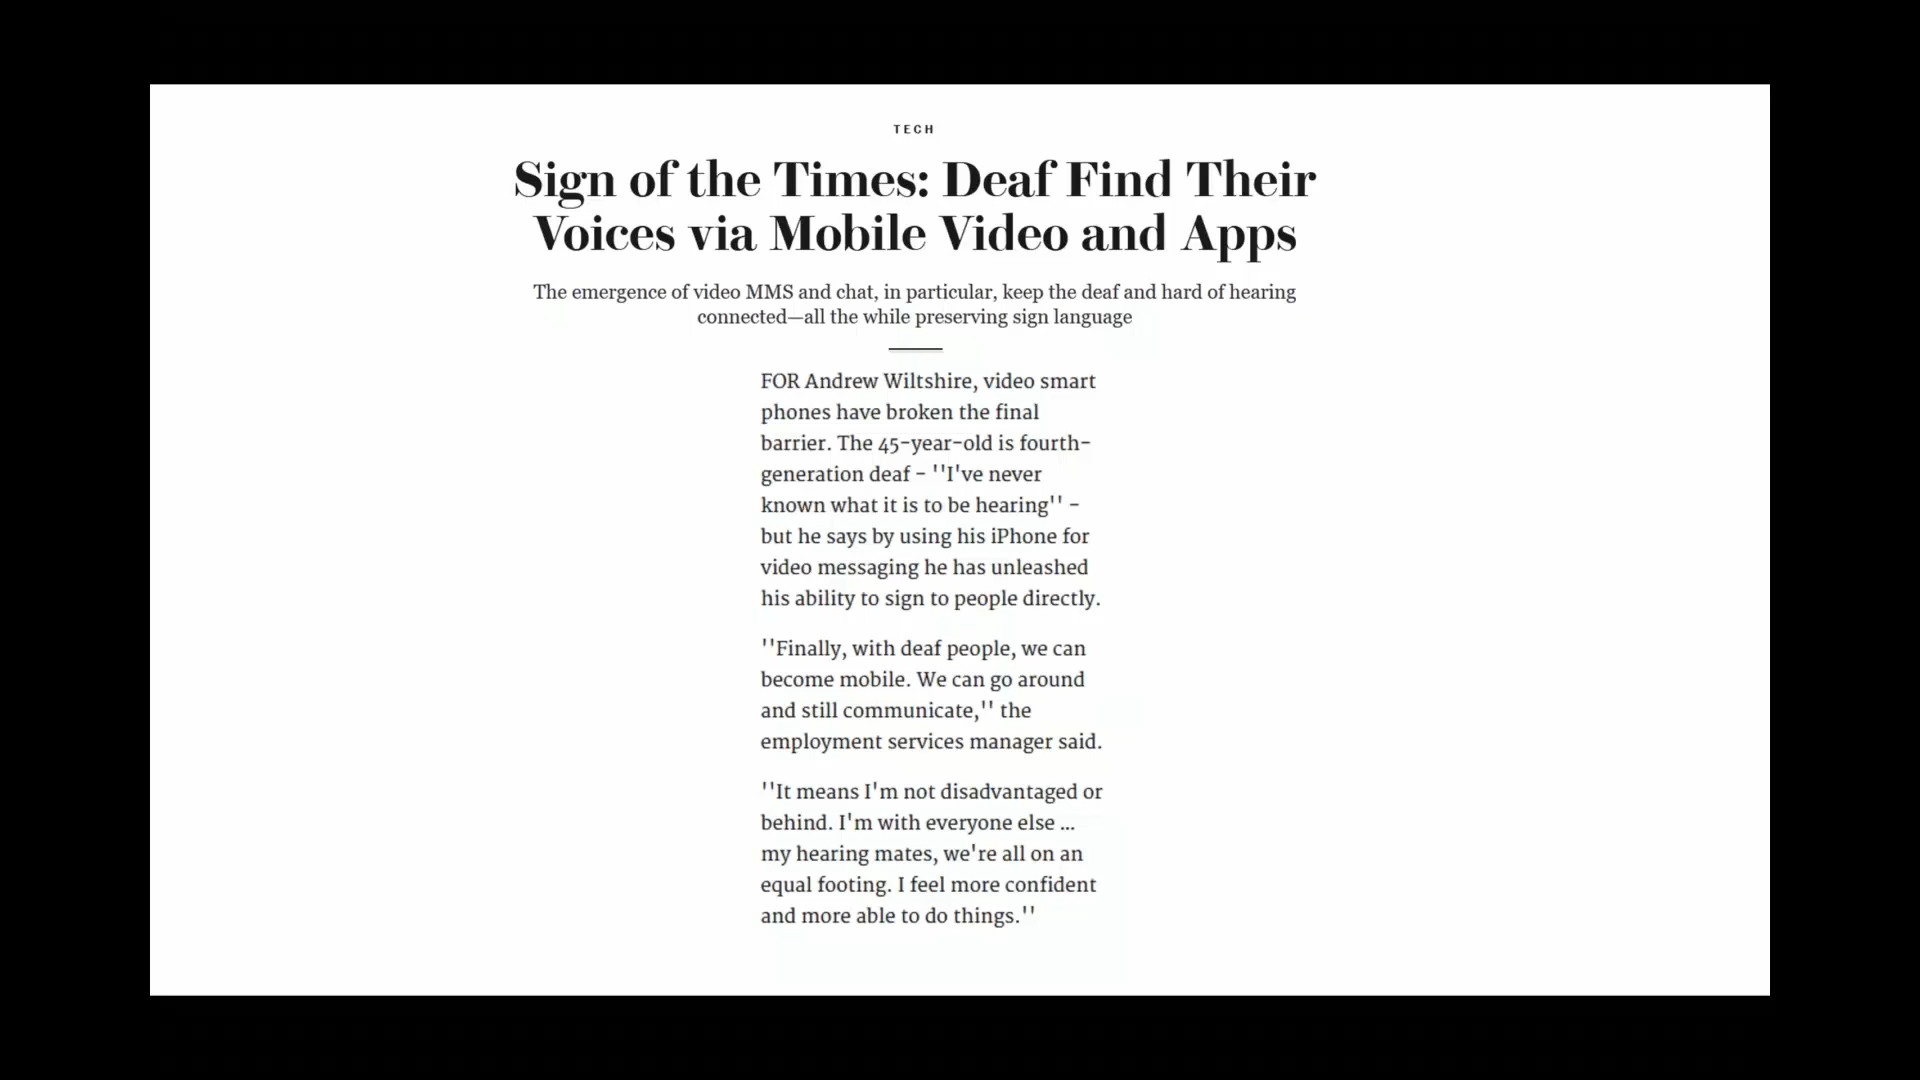 TECH
Sign of the Times: Deaf Find Their
Voices via Mobile Video and Apps
The emergence of video MMS and chat, in particular, keep the deaf and hard of hearing
connected—all the while preserving sign language
FOR Andrew Wiltshire, video smart
phones have broken the final
barrier. The 45-year-old is fourth-
generation deaf - ''I've never
known what it is to be hearing'' -
but he says by using his iPhone for
video messaging he has unleashed
his ability to sign to people directly.
''Finally, with deaf people, we can
become mobile. We can go around
and still communicate,'' the
employment services manager said.
''It means I'm not disadvantaged or
behind. I'm with everyone else ...
my hearing mates, we're all on an
equal footing. I feel more confident
and more able to do things.''